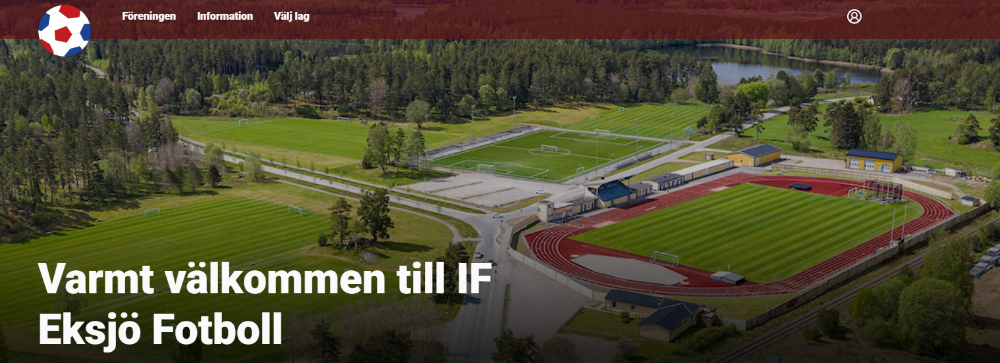 Föreningen Information Välj lag
Varmt välkommen till IF
Eksjö Fotboll